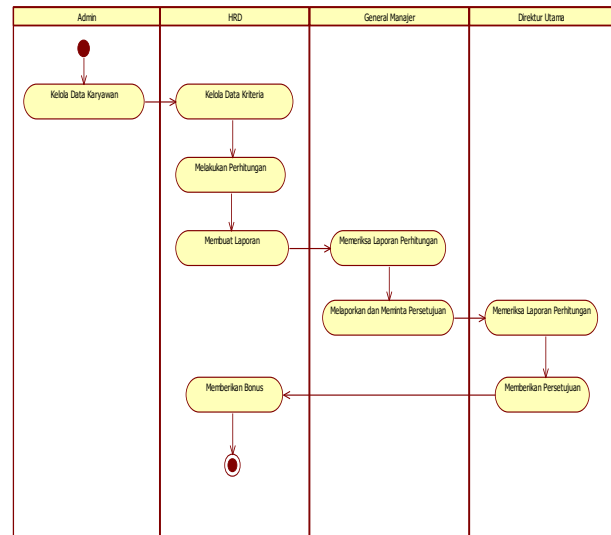 Admin
HRD
General Manajer
Direktur Utama
Kelola Data Karyawan
Kelola Data Kriteria
Melakukan Perhitungan
Membuat Laporan
Memeriksa Laporan Perhitungan
Melaporkan dan Meminta Persetujuan
Memeriksa Laporan Perhitungan
Memberikan Persetujuan
Memberikan Bonus